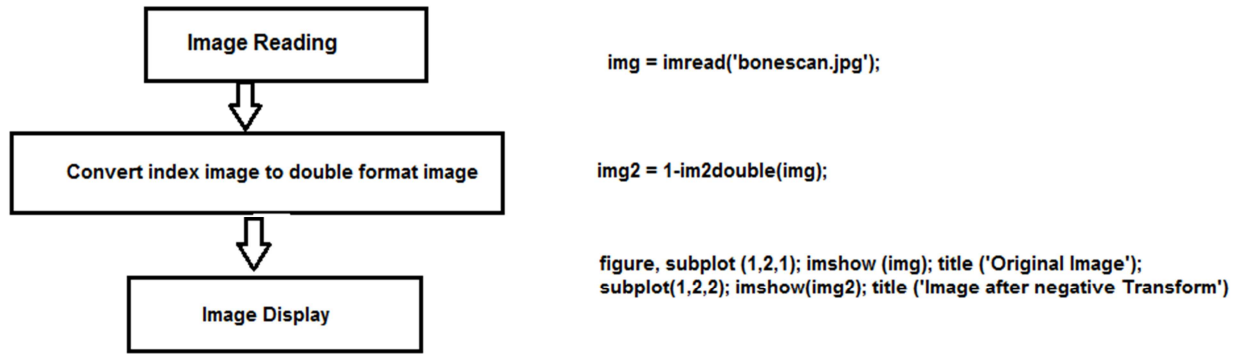 Image Reading
img = imread('bonescan.jpg');
Convert index image to double format image
img2 = 1-im2double(img);
Image Display
figure, subplot (1,2,1); imshow (img); title ('Original Image');
subplot(1,2,2); imshow(img2); title ('Image after negative Transform')